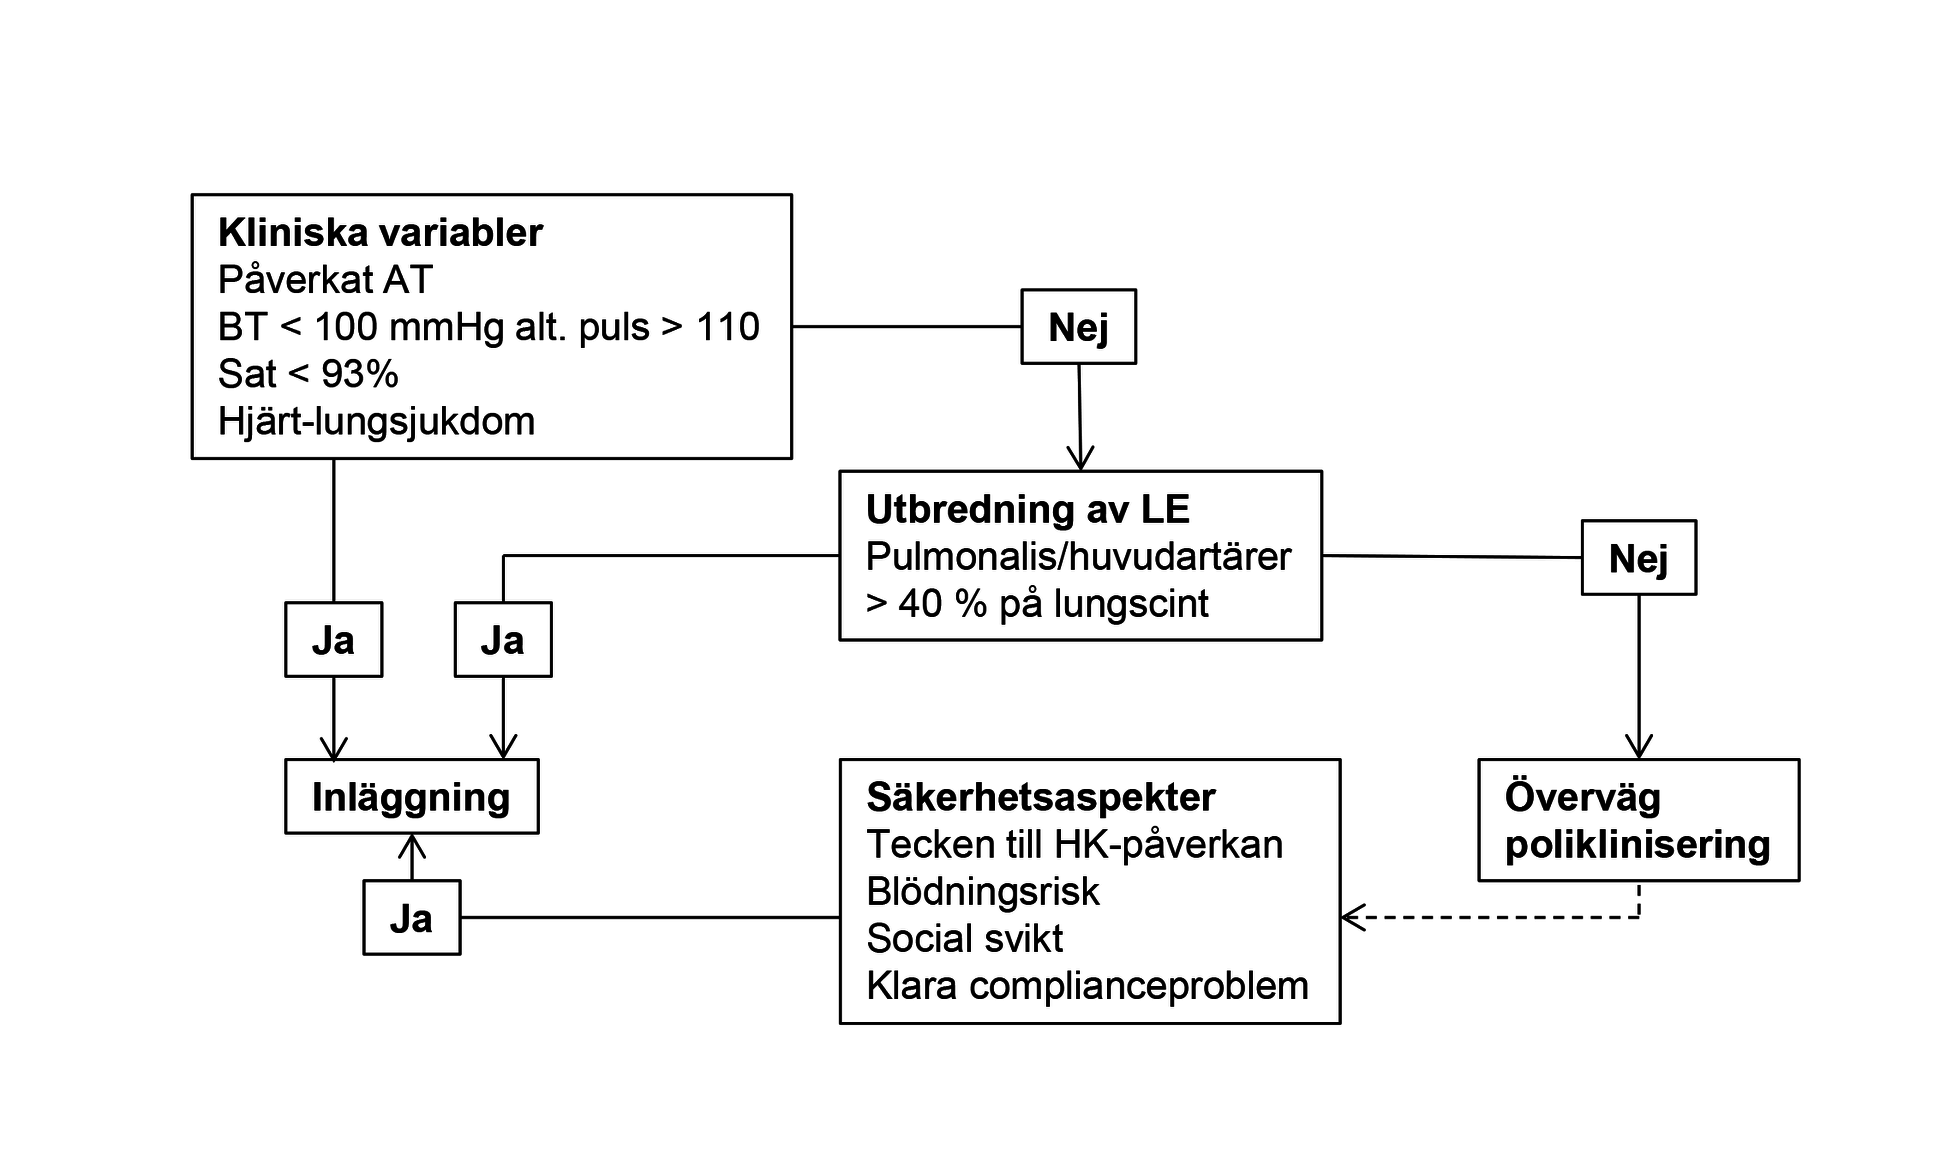 Kliniska variabler
Påverkat AT
BT < 100 mmHg alt. puls > 110
Sat < 93%
Hjärt-lungsjukdom
Nej
Utbredning av LE
Pulmonalis/huvudartärer
> 40 % på lungscint
Nej
Ja
Ja
Inläggning
Säkerhetsaspekter
Tecken till HK-påverkan
Blödningsrisk
Social svikt
Klara complianceproblem
Överväg
poliklinisering
Ja